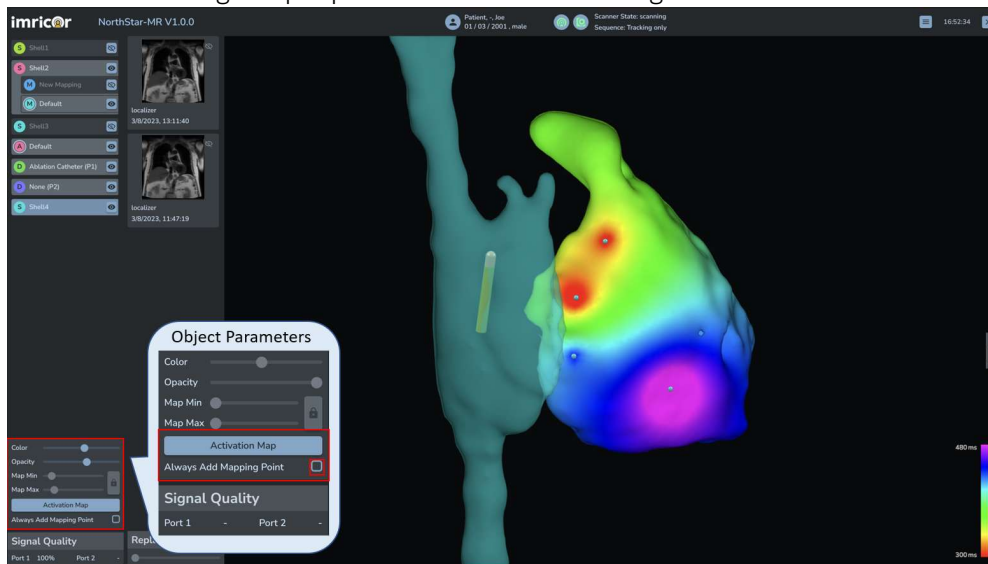 imricor
NorthStar-MR V1.0.0
Patient, -, Joe
01 / 03 / 2001 , male
Scanner State: scanning
Sequence: Tracking only
16:52:34
S Shell1
S Shell2
M New Mapping
M Default
S Shell3
A Default
D Ablation Catheter (P1)
D None (P2)
S Shell4
localizer
3/8/2023, 13:11:40
localizer
3/8/2023, 11:47:19
Object Parameters
Color
Opacity
Map Min
Map Max
Activation Map
Always Add Mapping Point
Signal Quality
Port 1 - Port 2 -
Color
Opacity
Map Min
Map Max
Activation Map
Always Add Mapping Point
Signal Quality
Port 1 100% Port 2 -
480 ms
300 ms